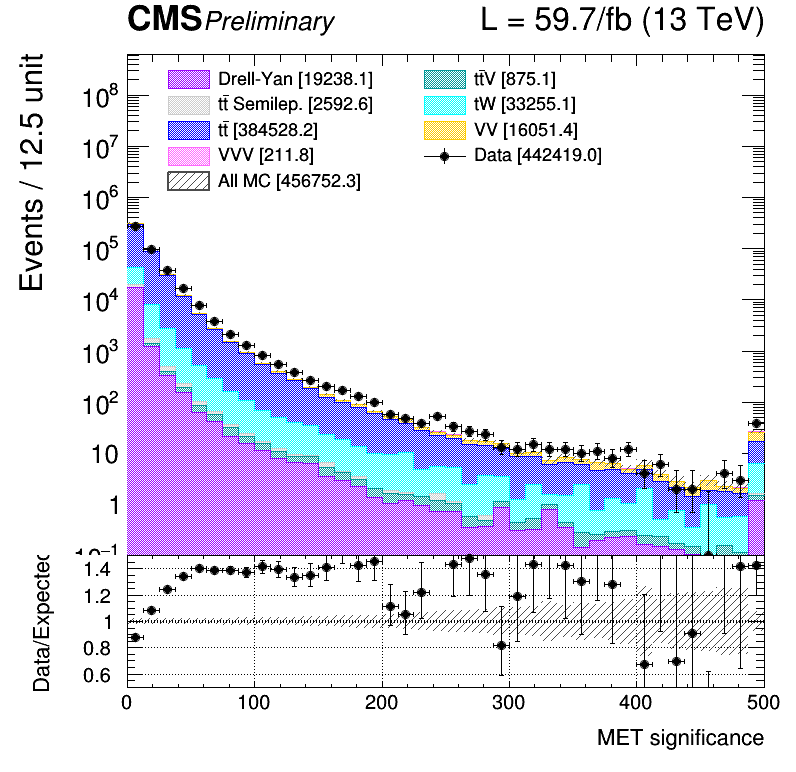 CMS Preliminary L = 59.7/fb (13 TeV)
Events / 12.5 unit
Drell-Yan [19238.1]
tt̄ Semilep. [2592.6]
tt̄ [384528.2]
VVV [211.8]
All MC [456752.3]
tt̄V [875.1]
tW [33255.1]
VV [16051.4]
Data [442419.0]
10⁸
10⁷
10⁶
10⁵
10⁴
10³
10²
10
1
10⁻¹
Data/Expected
1.4
1.2
1
0.8
0.6
0 100 200 300 400 500
MET significance